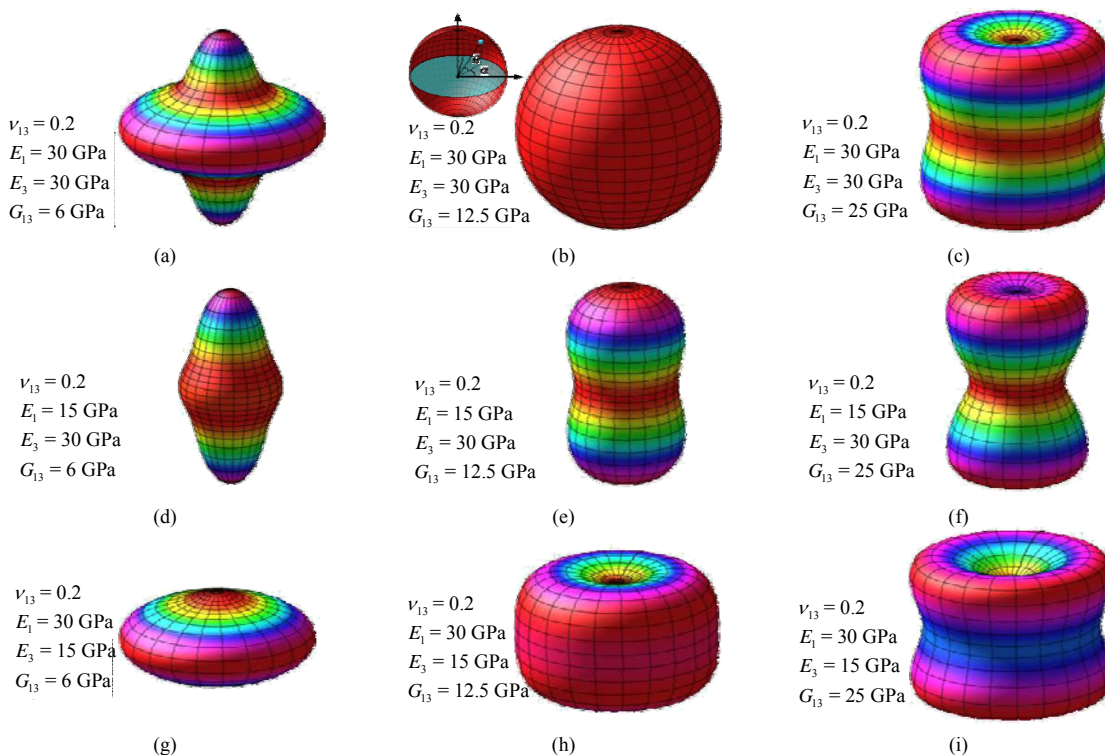 ν₁₃ = 0.2
E₁ = 30 GPa
E₃ = 30 GPa
G₁₃ = 6 GPa
(a)
ν₁₃ = 0.2
E₁ = 30 GPa
E₃ = 30 GPa
G₁₃ = 12.5 GPa
(b)
ν₁₃ = 0.2
E₁ = 30 GPa
E₃ = 30 GPa
G₁₃ = 25 GPa
(c)
ν₁₃ = 0.2
E₁ = 15 GPa
E₃ = 30 GPa
G₁₃ = 6 GPa
(d)
ν₁₃ = 0.2
E₁ = 15 GPa
E₃ = 30 GPa
G₁₃ = 12.5 GPa
(e)
ν₁₃ = 0.2
E₁ = 15 GPa
E₃ = 30 GPa
G₁₃ = 25 GPa
(f)
ν₁₃ = 0.2
E₁ = 30 GPa
E₃ = 15 GPa
G₁₃ = 6 GPa
(g)
ν₁₃ = 0.2
E₁ = 30 GPa
E₃ = 15 GPa
G₁₃ = 12.5 GPa
(h)
ν₁₃ = 0.2
E₁ = 30 GPa
E₃ = 15 GPa
G₁₃ = 25 GPa
(i)